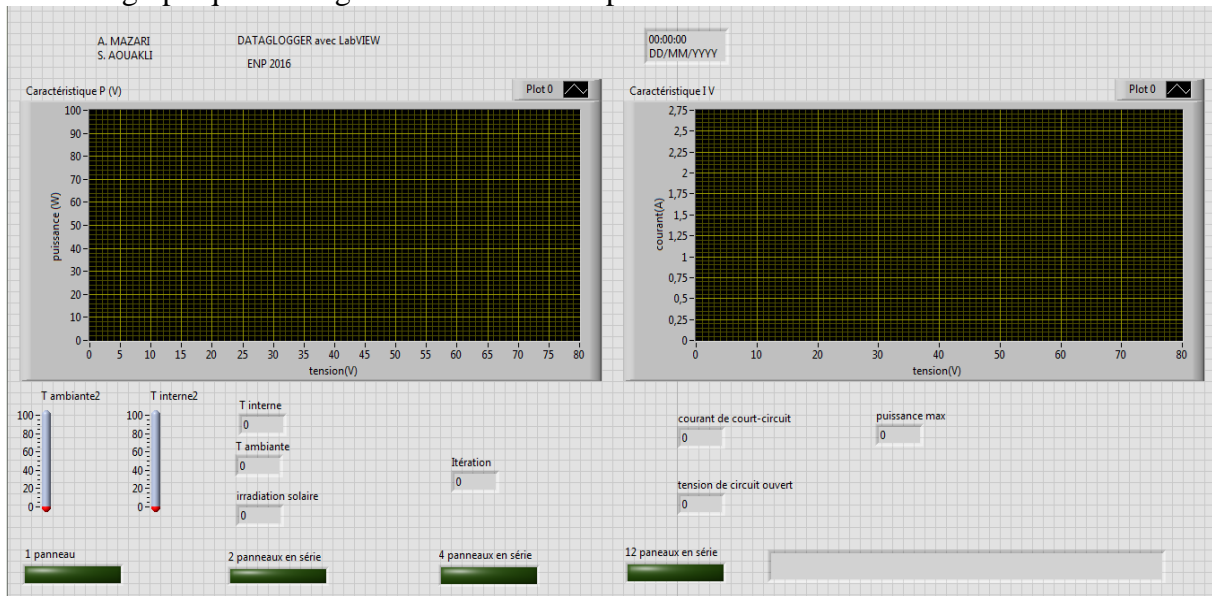 A. MAZARI
S. AOUAKLI
DATAGLOGGER avec LabVIEW
ENP 2016
00:00:00
DD/MM/YYYY
Caractéristique P (V)
Plot 0
100
90
80
70
60
50
40
30
20
10
0
puissance (W)
0 5 10 15 20 25 30 35 40 45 50 55 60 65 70 75 80
tension(V)
Caractéristique I V
Plot 0
2,75
2,5
2,25
2
1,75
1,5
1,25
1
0,75
0,5
0,25
0
courant(A)
0 10 20 30 40 50 60 70 80
tension(V)
T ambiante2
100
80
60
40
20
0
T interne2
100
80
60
40
20
0
T interne
0
T ambiante
0
irradiation solaire
0
Itération
0
courant de court-circuit
0
tension de circuit ouvert
0
puissance max
0
1 panneau
2 panneaux en série
4 panneaux en série
12 paneaux en série